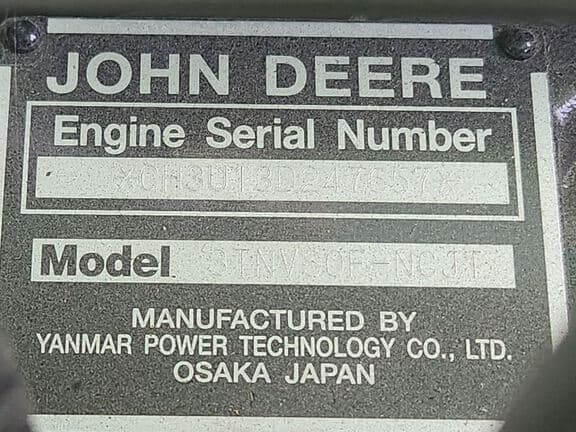 JOHN DEERE
Engine Serial Number
Model
MANUFACTURED BY
YANMAR POWER TECHNOLOGY CO., LTD.
OSAKA JAPAN